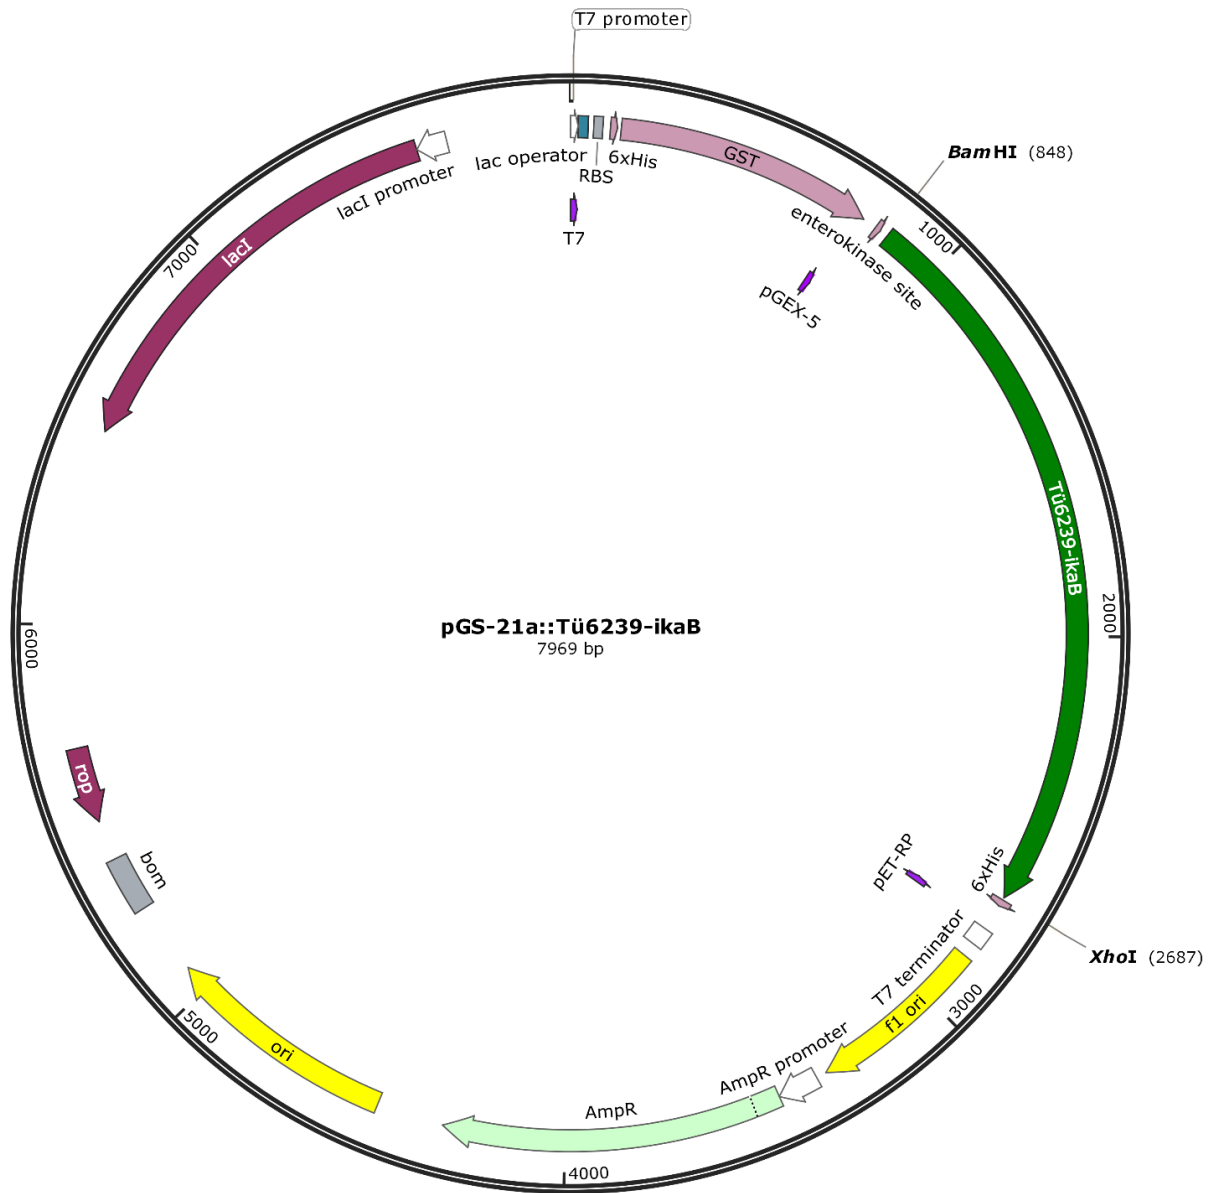 T7 promoter
lac operator
RBS
6xHis
GST
T7
BamHI (848)
enterokinase site
pGEX-5
1000
Tü6239-ikaB
2000
6xHis
XhoI (2687)
pET-RP
T7 terminator
f1 ori
3000
AmpR promoter
AmpR
4000
ori
5000
bom
rop
6000
lacI
7000
lacI promoter
pGS-21a::Tü6239-ikaB
7969 bp